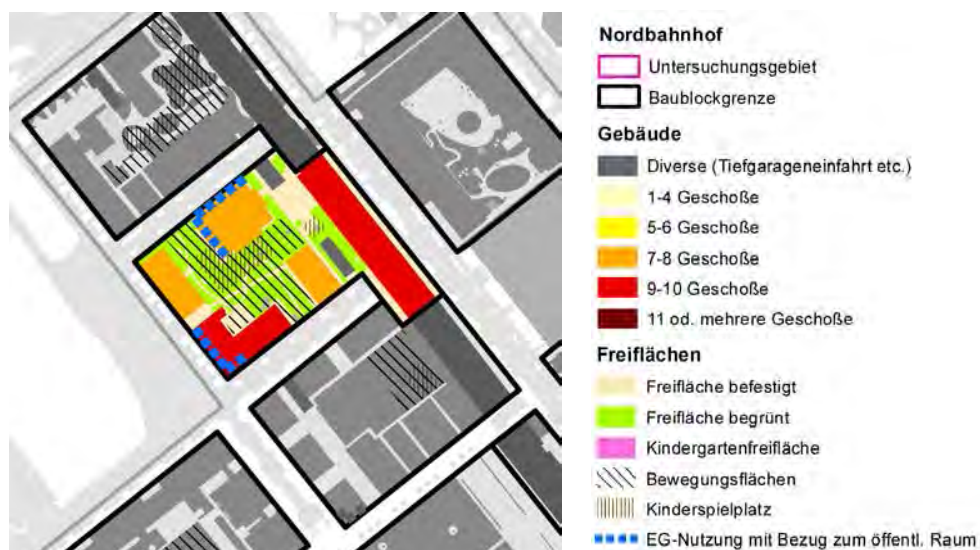 Nordbahnhof
Untersuchungsgebiet
Baublockgrenze
Gebäude
Diverse (Tiefgarageneinfahrt etc.)
1-4 Geschoße
5-6 Geschoße
7-8 Geschoße
9-10 Geschoße
11 od. mehrere Geschoße
Freiflächen
Freifläche befestigt
Freifläche begrünt
Kindergartenfreifläche
Bewegungsflächen
Kinderspielplatz
EG-Nutzung mit Bezug zum öffentl. Raum